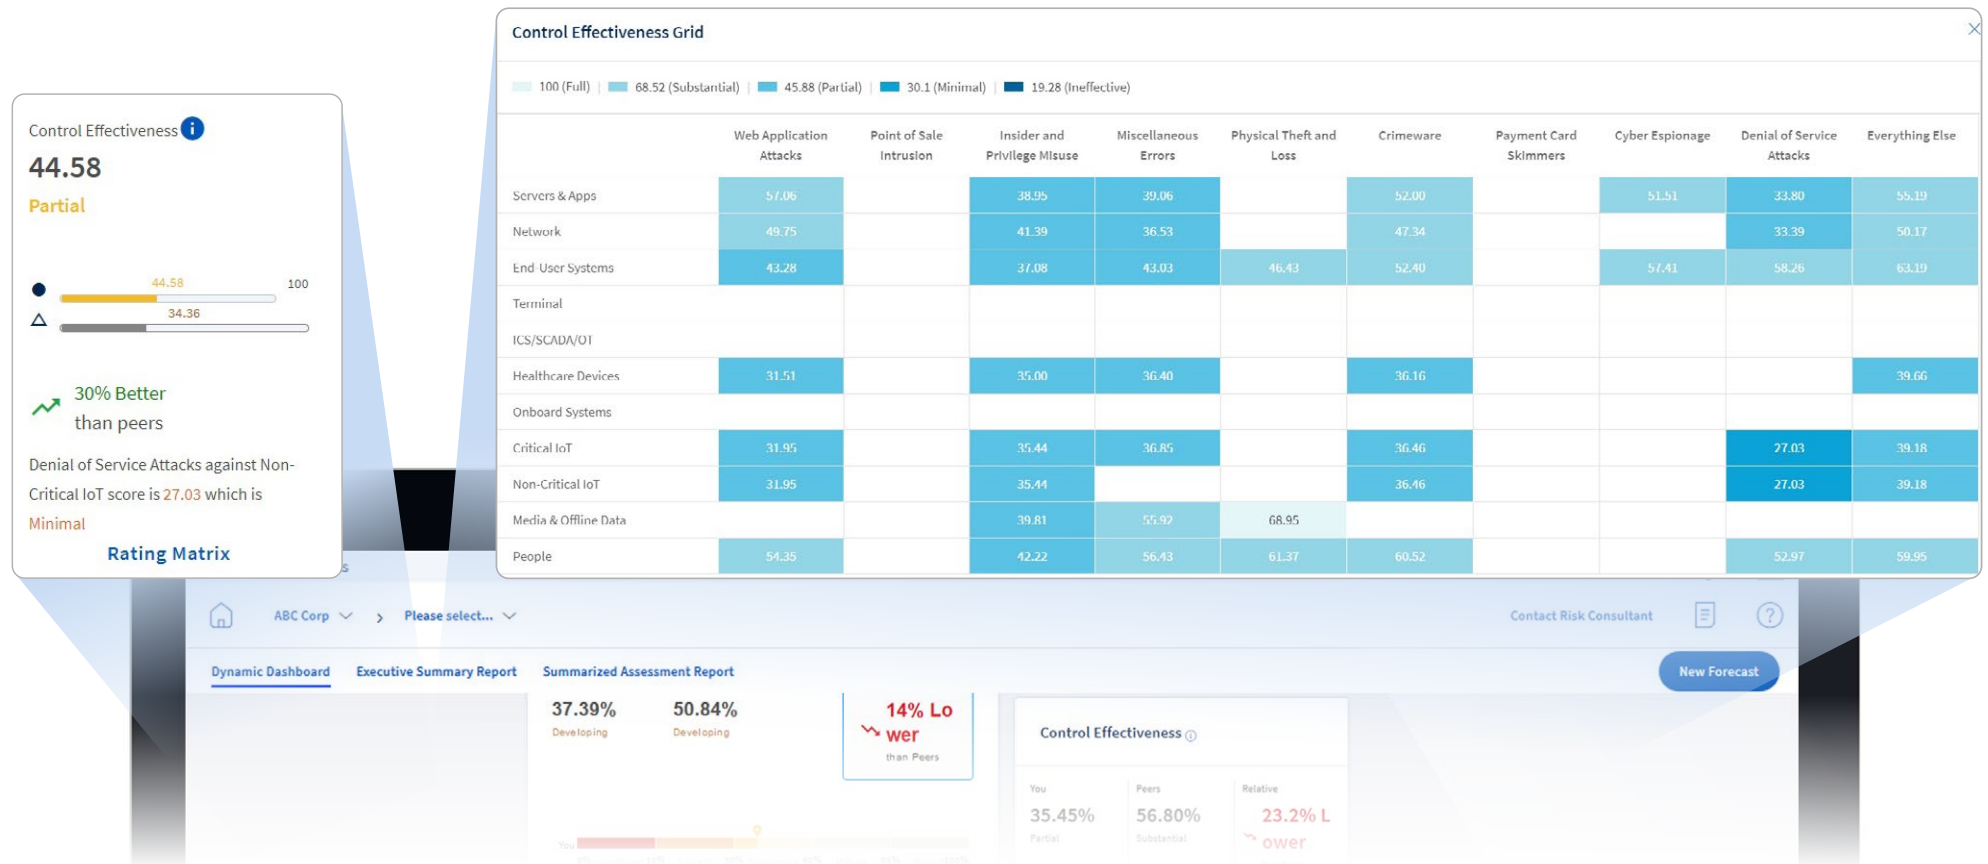 Control Effectiveness
44.58
Partial
44.58
100
34.36
30% Better
than peers
Denial of Service Attacks against Non-
Critical IoT score is 27.03 which is
Minimal
Rating Matrix
Control Effectiveness Grid
100 (Full) | 68.52 (Substantial) | 45.88 (Partial) | 30.1 (Minimal) | 19.28 (Ineffective)
Web Application Attacks Point of Sale Intrusion Insider and Privilege Misuse Miscellaneous Errors Physical Theft and Loss Crimeware Payment Card Skimmers Cyber Espionage Denial of Service Attacks Everything Else
Servers & Apps 57.06 38.95 39.06 52.00 51.51 33.80 55.19
Network 49.75 41.39 36.53 47.34 33.39 50.17
End-User Systems 43.28 37.08 43.03 46.43 52.40 57.41 58.26 63.19
Terminal
ICS/SCADA/OT
Healthcare Devices 31.51 35.00 36.40 36.16 39.66
Onboard Systems
Critical IoT 31.95 35.44 36.85 36.46 27.03 39.18
Non-Critical IoT 31.95 35.44 36.46 27.03 39.18
Media & Offline Data 39.81 55.92 68.95
People 54.35 42.22 56.43 61.37 60.52 52.97 59.95
ABC Corp > Please select... Contact Risk Consultant
Dynamic Dashboard Executive Summary Report Summarized Assessment Report New Forecast
37.39% 50.84%
Developing Developing
14% Lo
wer
than Peers
Control Effectiveness
You Peers Relative
35.45% 56.80% 23.2% L
Partial Substantial ower
You